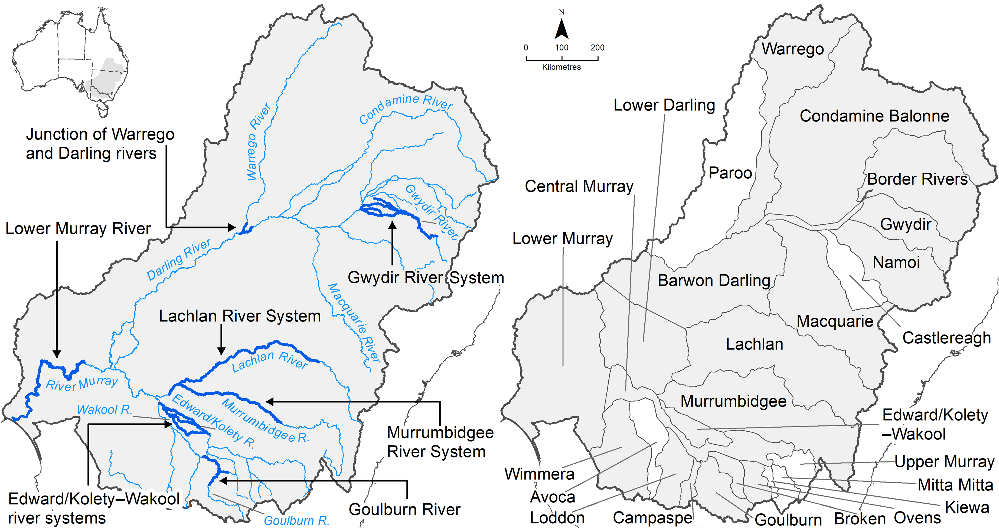 Junction of Warrego
and Darling rivers
Lower Murray River
Warrego River
Condamine River
Gwydir River
Darling River
Gwydir River System
Macquarie River
Lachlan River System
Lachlan River
River Murray
Wakool R.
Edward/Kolety R.
Murrumbidgee R.
Murrumbidgee
River System
Edward/Kolety–Wakool
river systems
Goulburn River
Goulburn R.
N
0 100 200
Kilometres
Warrego
Lower Darling
Condamine Balonne
Paroo
Central Murray
Border Rivers
Lower Murray
Gwydir
Namoi
Barwon Darling
Macquarie
Castlereagh
Lachlan
Murrumbidgee
Edward/Kolety
–Wakool
Upper Murray
Wimmera
Mitta Mitta
Avoca
Kiewa
Loddon
Campaspe
Goulburn
Broken
Ovens